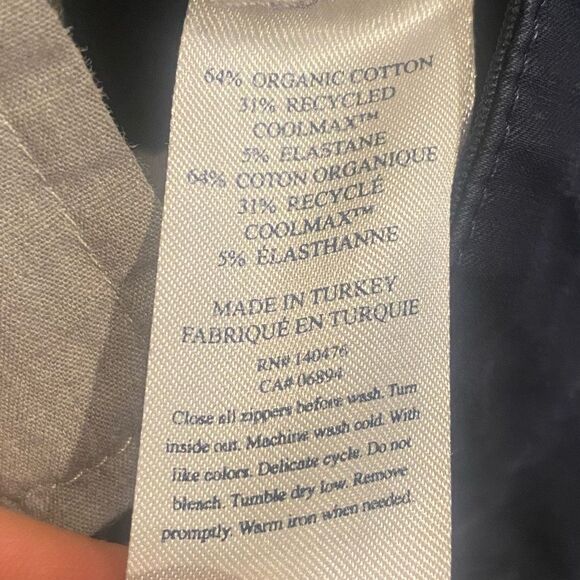 64% ORGANIC COTTON
31% RECYCLED
COOLMAX™
5% ELASTANE
64% COTON ORGANIQUE
31% RECYCLÉ
COOLMAX™
5% ÉLASTHANNE
MADE IN TURKEY
FABRIQUÉ EN TURQUIE
RN# 140476
CA# 06894
Close all zippers before wash. Turn
inside out. Machine wash cold. With
like colors. Delicate cycle. Do not
bleach. Tumble dry low. Remove
promptly. Warm iron when needed.